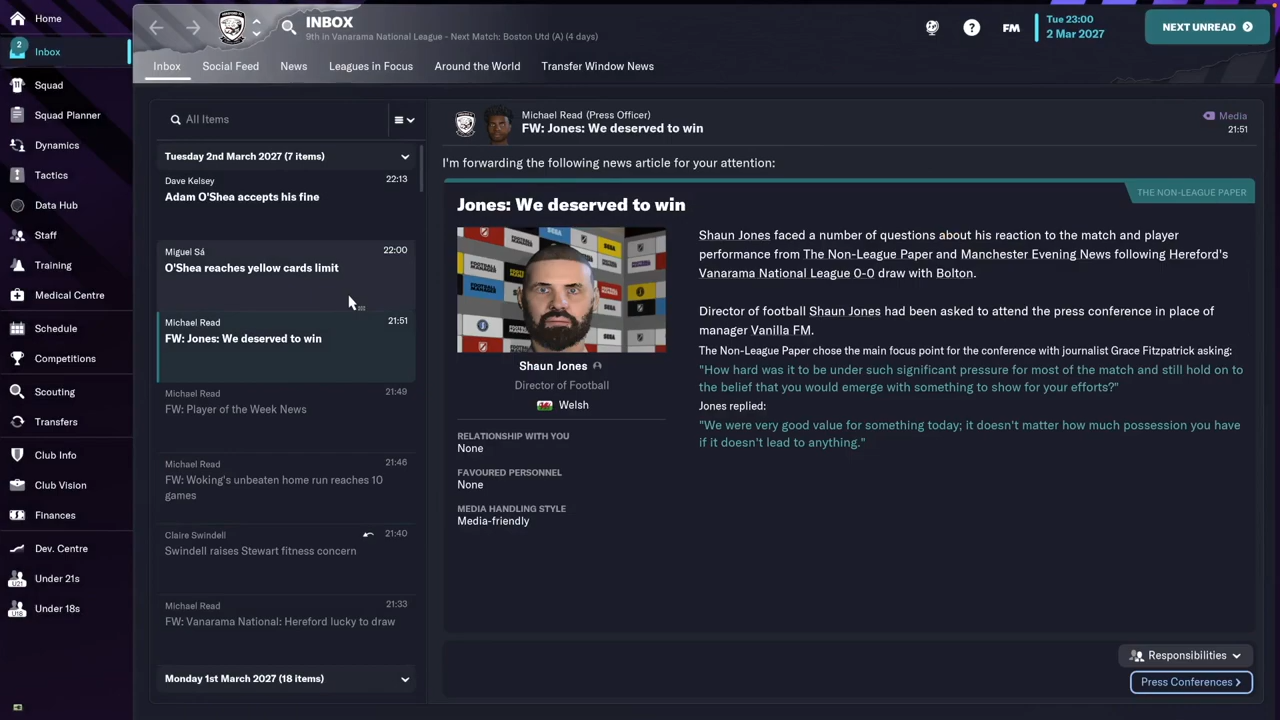 Home
2
Inbox
Squad
Squad Planner
Dynamics
Tactics
Data Hub
Staff
Training
Medical Centre
Schedule
Competitions
Scouting
Transfers
Club Info
Club Vision
Finances
Dev. Centre
U21
Under 21s
U18
Under 18s
INBOX
9th in Vanarama National League - Next Match: Boston Utd (A) (4 days)
?
FM
Tue 23:00
2 Mar 2027
NEXT UNREAD
Inbox
Social Feed
News
Leagues in Focus
Around the World
Transfer Window News
All Items
Tuesday 2nd March 2027 (7 items)
Dave Kelsey
22:13
Adam O'Shea accepts his fine
Miguel Sá
22:00
O'Shea reaches yellow cards limit
Michael Read
21:51
FW: Jones: We deserved to win
Michael Read
21:49
FW: Player of the Week News
Michael Read
21:46
FW: Woking's unbeaten home run reaches 10
games
Claire Swindell
21:40
Swindell raises Stewart fitness concern
Michael Read
21:33
FW: Vanarama National: Hereford lucky to draw
Monday 1st March 2027 (18 items)
Michael Read (Press Officer)
FW: Jones: We deserved to win
Media
21:51
I'm forwarding the following news article for your attention:
THE NON-LEAGUE PAPER
Jones: We deserved to win
Shaun Jones
Director of Football
Welsh
RELATIONSHIP WITH YOU
None
FAVOURED PERSONNEL
None
MEDIA HANDLING STYLE
Media-friendly
Shaun Jones faced a number of questions about his reaction to the match and player
performance from The Non-League Paper and Manchester Evening News following Hereford's
Vanarama National League 0-0 draw with Bolton.
Director of football Shaun Jones had been asked to attend the press conference in place of
manager Vanilla FM.
The Non-League Paper chose the main focus point for the conference with journalist Grace Fitzpatrick asking:
"How hard was it to be under such significant pressure for most of the match and still hold on to
the belief that you would emerge with something to show for your efforts?"
Jones replied:
"We were very good value for something today; it doesn't matter how much possession you have
if it doesn't lead to anything."
Responsibilities
Press Conferences